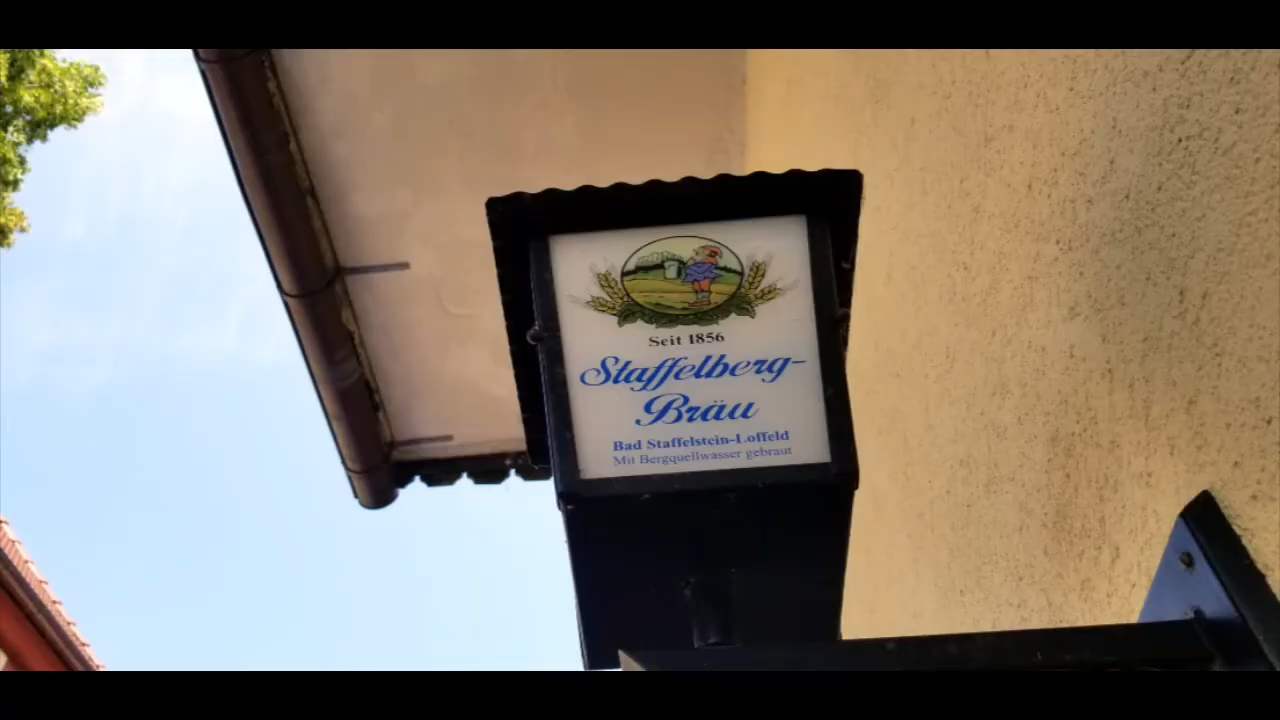 Seit 1856
Staffelberg-
Bräu
Bad Staffelstein-Loffeld
Mit Bergquellwasser gebraut